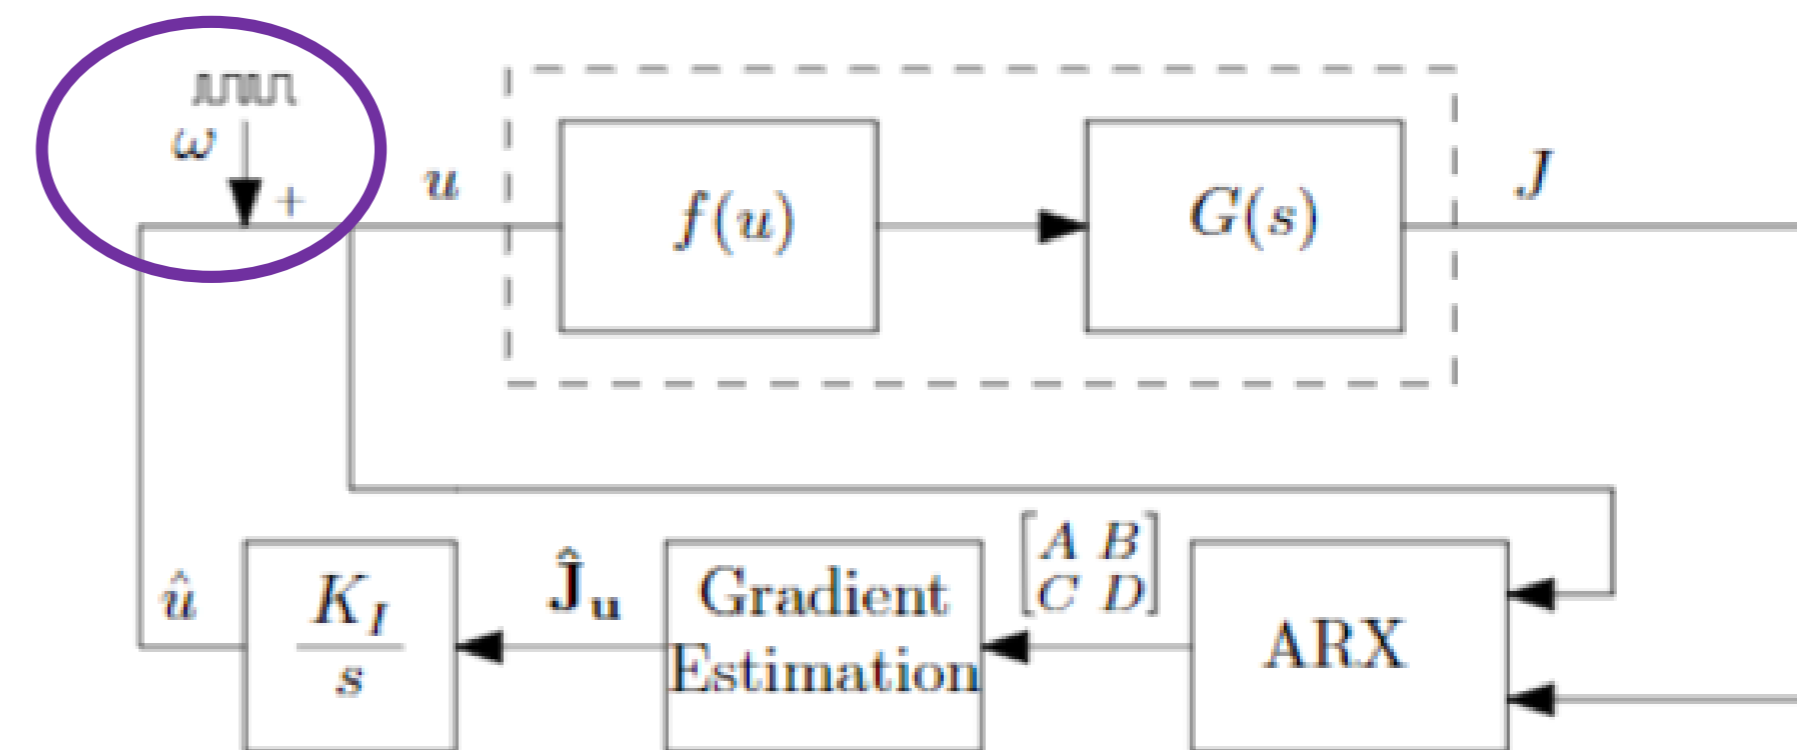 ω
+
u
f(u)
G(s)
J
û
K_I
s
Ĵ_u
Gradient
Estimation
[A B
C D]
ARX